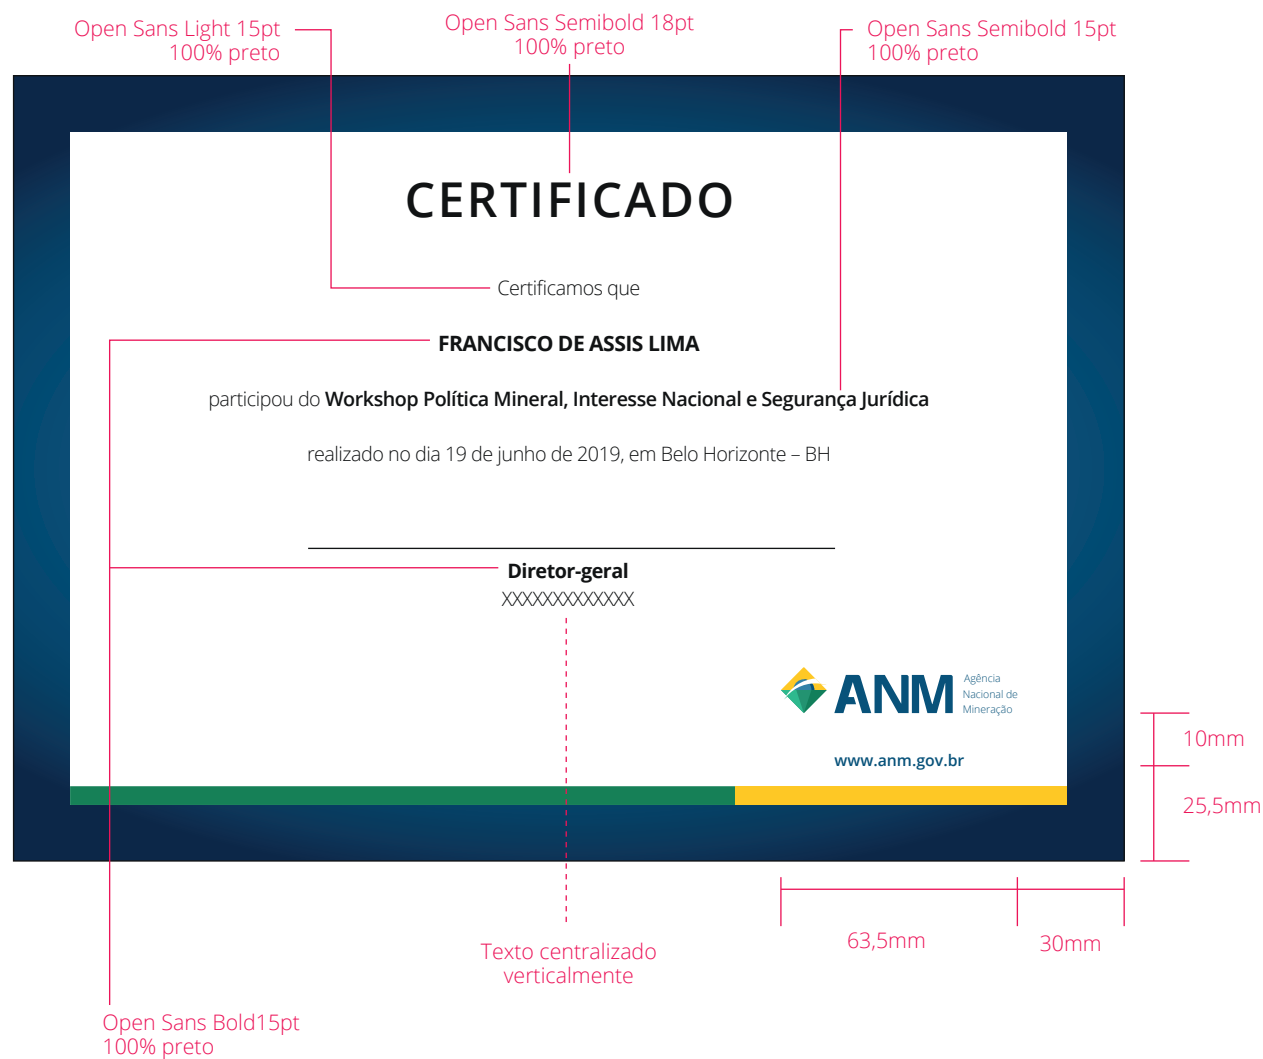 Open Sans Light 15pt
100% preto
Open Sans Semibold 18pt
100% preto
Open Sans Semibold 15pt
100% preto
CERTIFICADO
Certificamos que
FRANCISCO DE ASSIS LIMA
participou do Workshop Política Mineral, Interesse Nacional e Segurança Jurídica
realizado no dia 19 de junho de 2019, em Belo Horizonte – BH
Diretor-geral
XXXXXXXXXXXXX
ANM
Agência
Nacional de
Mineração
www.anm.gov.br
10mm
25,5mm
63,5mm
30mm
Texto centralizado
verticalmente
Open Sans Bold15pt
100% preto